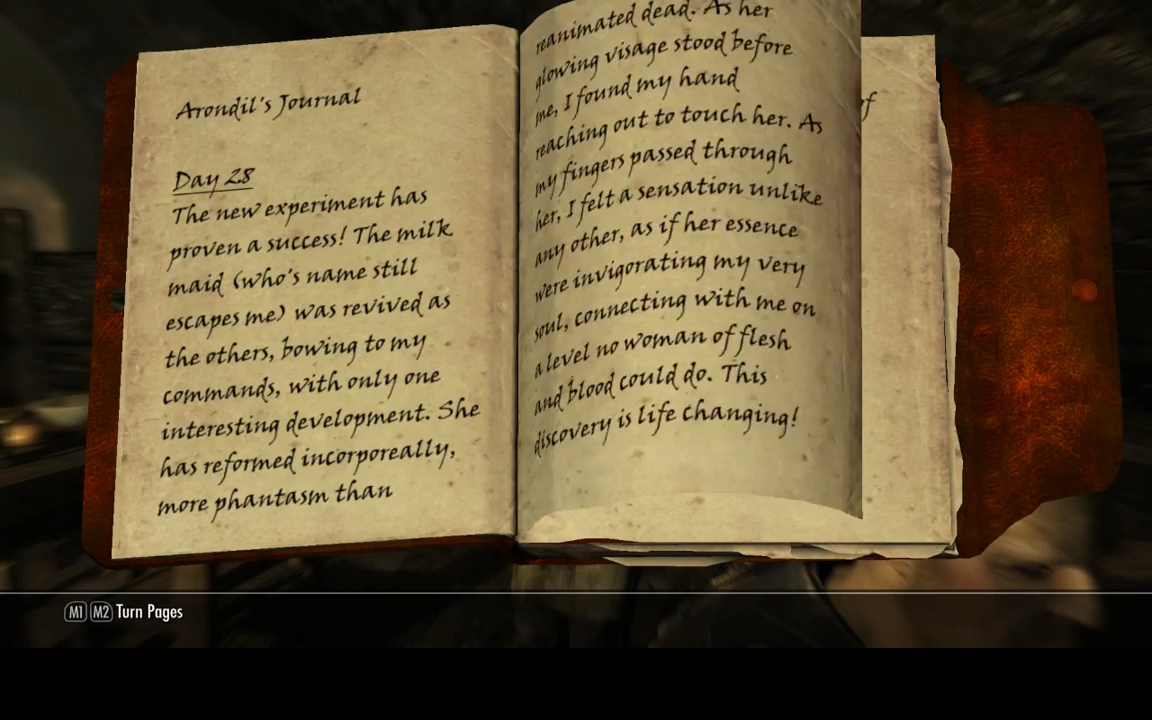 Arondil's Journal
Day 28
The new experiment has
proven a success! The milk
maid (who's name still
escapes me) was revived as
the others, bowing to my
commands, with only one
interesting development. She
has reformed incorporeally,
more phantasm than
reanimated dead. As her
glowing visage stood before
me, I found my hand
reaching out to touch her. As
my fingers passed through
her, I felt a sensation unlike
any other, as if her essence
were invigorating my very
soul, connecting with me on
a level no woman of flesh
and blood could do. This
discovery is life changing!
of
M1 M2 Turn Pages